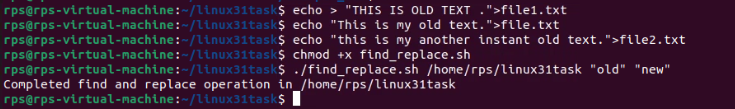 rps@rps-virtual-machine:~/linux31task$ echo > "THIS IS OLD TEXT .">file1.txt
rps@rps-virtual-machine:~/linux31task$ echo "This is my old text.">file.txt
rps@rps-virtual-machine:~/linux31task$ echo "this is my another instant old text.">file2.txt
rps@rps-virtual-machine:~/linux31task$ chmod +x find_replace.sh
rps@rps-virtual-machine:~/linux31task$ ./find_replace.sh /home/rps/linux31task "old" "new"
Completed find and replace operation in /home/rps/linux31task
rps@rps-virtual-machine:~/linux31task$